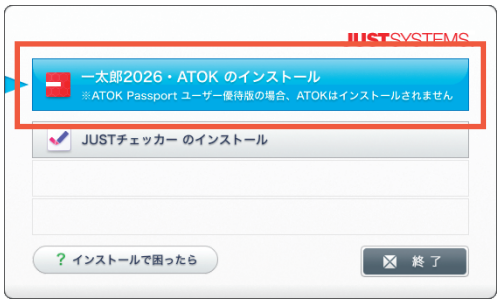 JUSTSYSTEMS
一太郎2026・ATOK のインストール
※ATOK Passport ユーザー優待版の場合、ATOKはインストールされません
JUSTチェッカー のインストール
? インストールで困ったら
終了